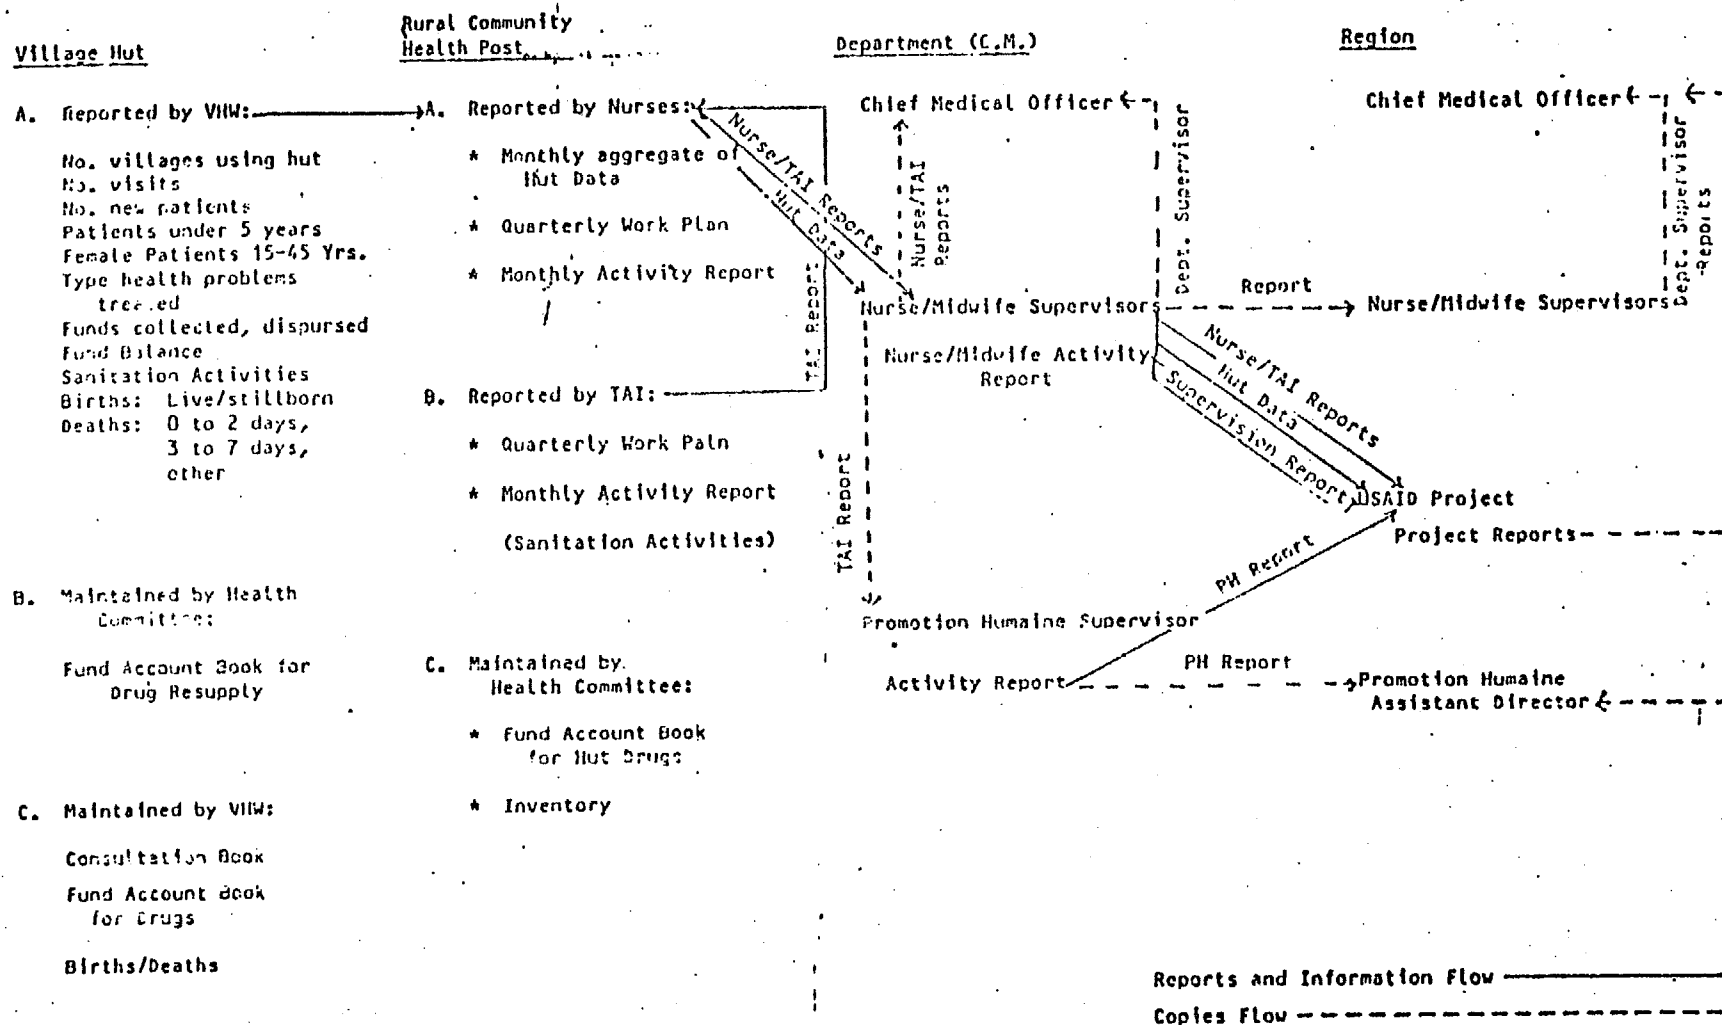 Village Hut
A. Reported by VHW:
No. villages using hut
No. visits
No. new patients
Patients under 5 years
Female Patients 15-45 Yrs.
Type health problems
Funds collected, dispursed
Fund Balance
Sanitation Activities
Births: Live/stillborn
Deaths: 0 to 2 days,
3 to 7 days,
other
B. Maintained by Health
Committee:
Fund Account Book for
Drug Resupply
C. Maintained by VHW:
Consultation Book
Fund Account Book
for Drugs
Births/Deaths
Rural Community
Health Post
A. Reported by Nurses:
* Monthly aggregate of
Hut Data
* Quarterly Work Plan
* Monthly Activity Report
B. Reported by TAI:
* Quarterly Work Paln
* Monthly Activity Report
(Sanitation Activities)
C. Maintained by
Health Committee:
* Fund Account Book
for Hut Drugs
* Inventory
TAI Report
Nurse/TAI Reports
Hut Data
Department (C.M.)
Chief Medical Officer
Nurse/TAI
Reports
Dept. Supervisor
Nurse/Midwife Supervisors
Nurse/Midwife Activity
Report
TAI Report
Promotion Humaine Supervisor
Activity Report
Report
Nurse/TAI Reports
Hut Data
Supervision Report
PH Report
PH Report
Region
Chief Medical Officer
Dept. Supervisor
Reports
Nurse/Midwife Supervisors
USAID Project
Project Reports
Promotion Humaine
Assistant Director
Reports and Information Flow
Copies Flow